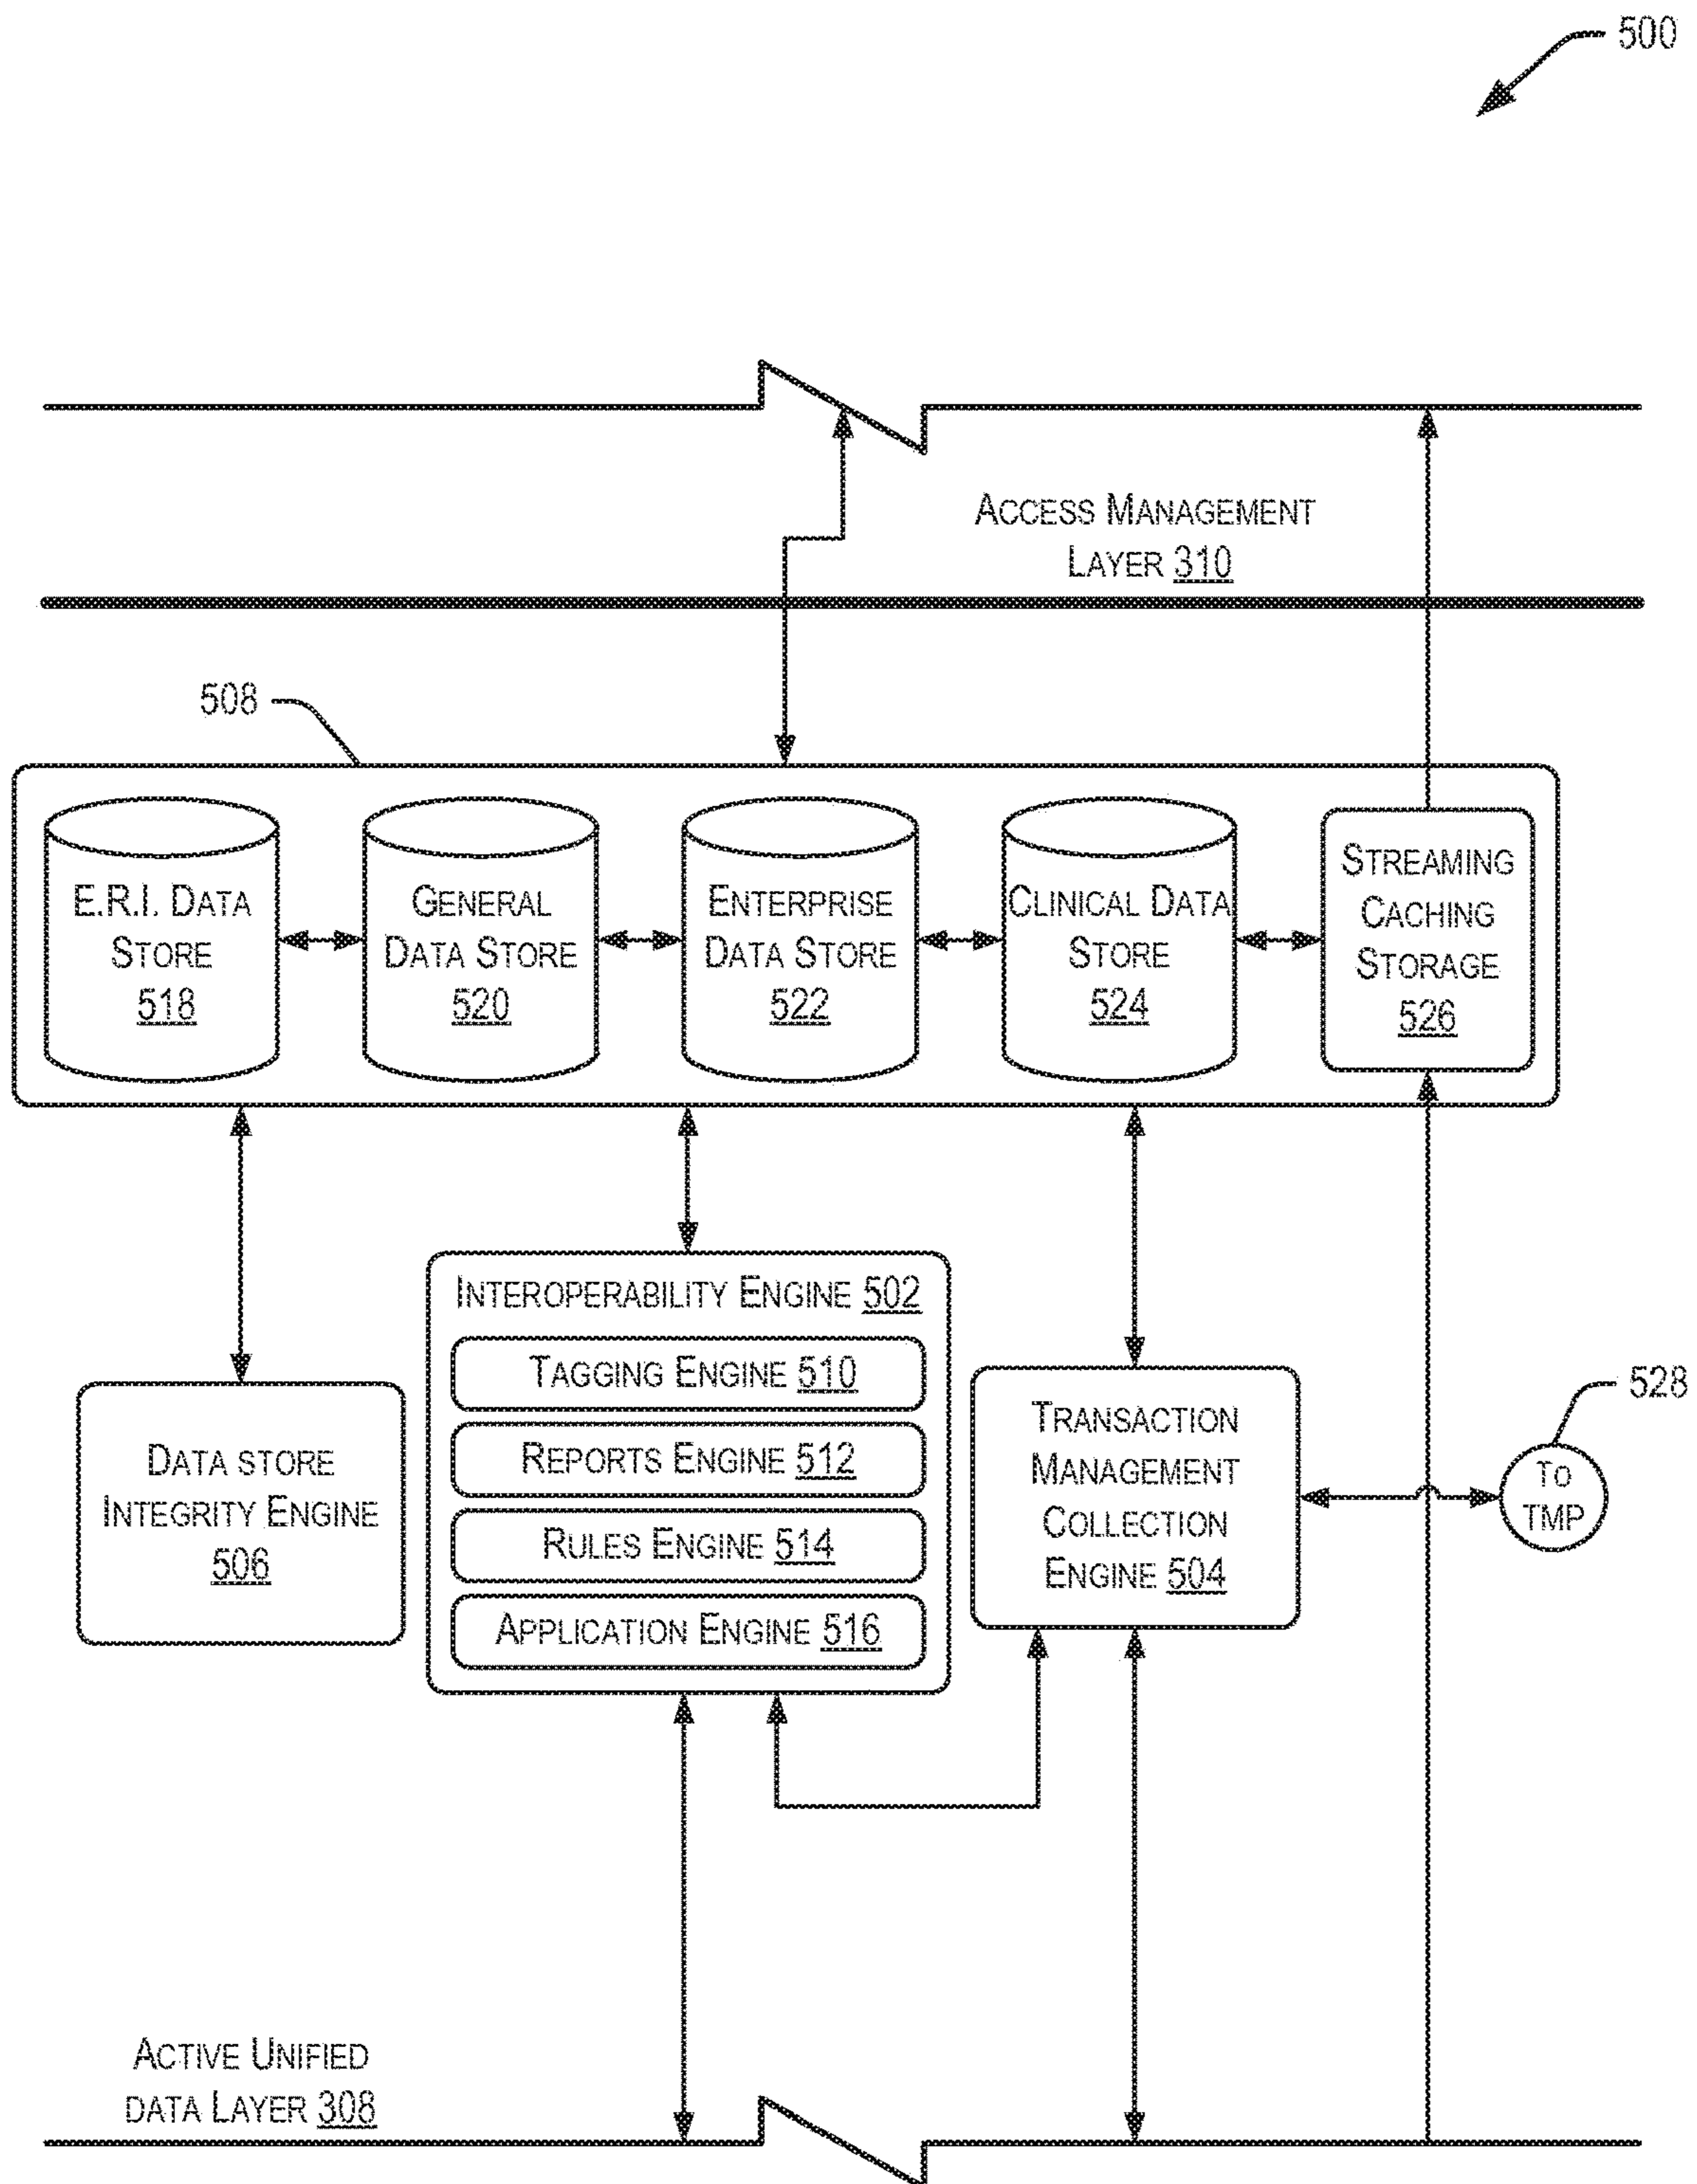 500
ACCESS MANAGEMENT
LAYER 310
508
E.R.I. DATA
STORE
518
GENERAL
DATA STORE
520
ENTERPRISE
DATA STORE
522
CLINICAL DATA
STORE
524
STREAMING
CACHING
STORAGE
526
INTEROPERABILITY ENGINE 502
TAGGING ENGINE 510
REPORTS ENGINE 512
RULES ENGINE 514
APPLICATION ENGINE 516
DATA STORE
INTEGRITY ENGINE
506
TRANSACTION
MANAGEMENT
COLLECTION
ENGINE 504
528
TO
TMP
ACTIVE UNIFIED
DATA LAYER 308